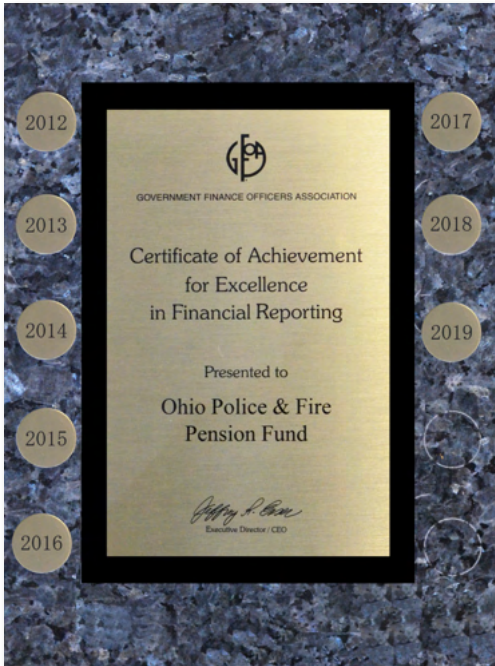 2012
2013
2014
2015
2016
GFOA
GOVERNMENT FINANCE OFFICERS ASSOCIATION
Certificate of Achievement
for Excellence
in Financial Reporting
Presented to
Ohio Police & Fire
Pension Fund
Executive Director / CEO
2017
2018
2019